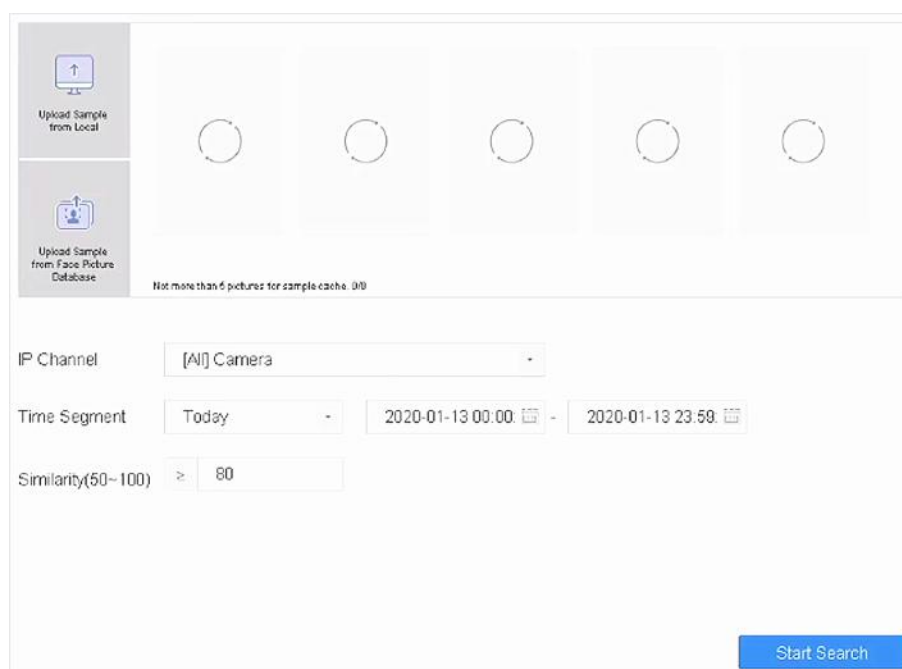 Upload Sample
from Local
Upload Sample
from Face Picture
Database
Not more than 5 pictures for sample cache. 0/0
IP Channel
[All] Camera
Time Segment
Today
2020-01-13 00:00:
-
2020-01-13 23:59:
Similarity(50~100)
≥
80
Start Search